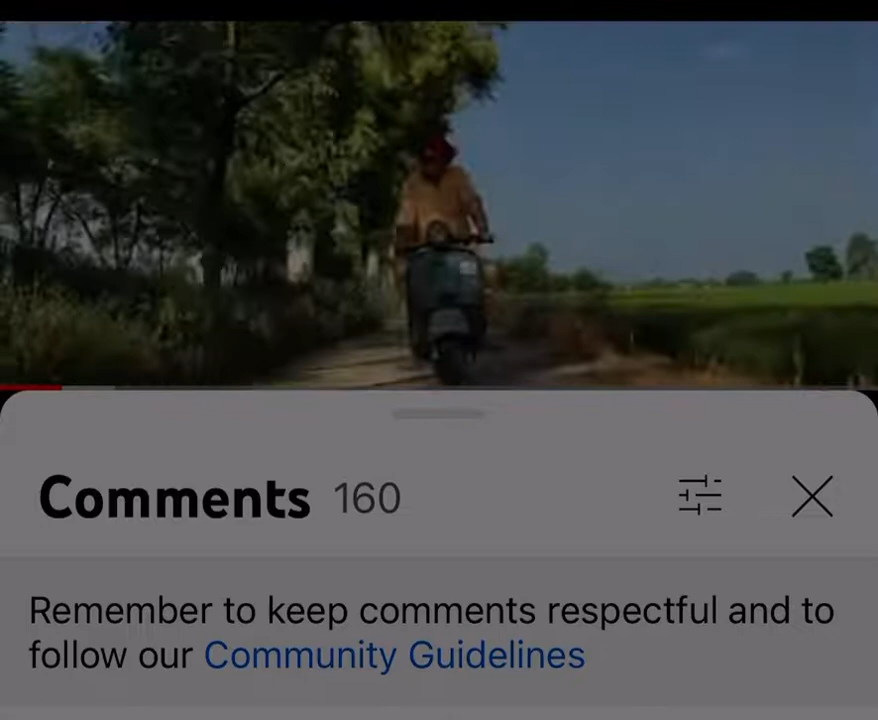 Comments 160
Remember to keep comments respectful and to
follow our Community Guidelines